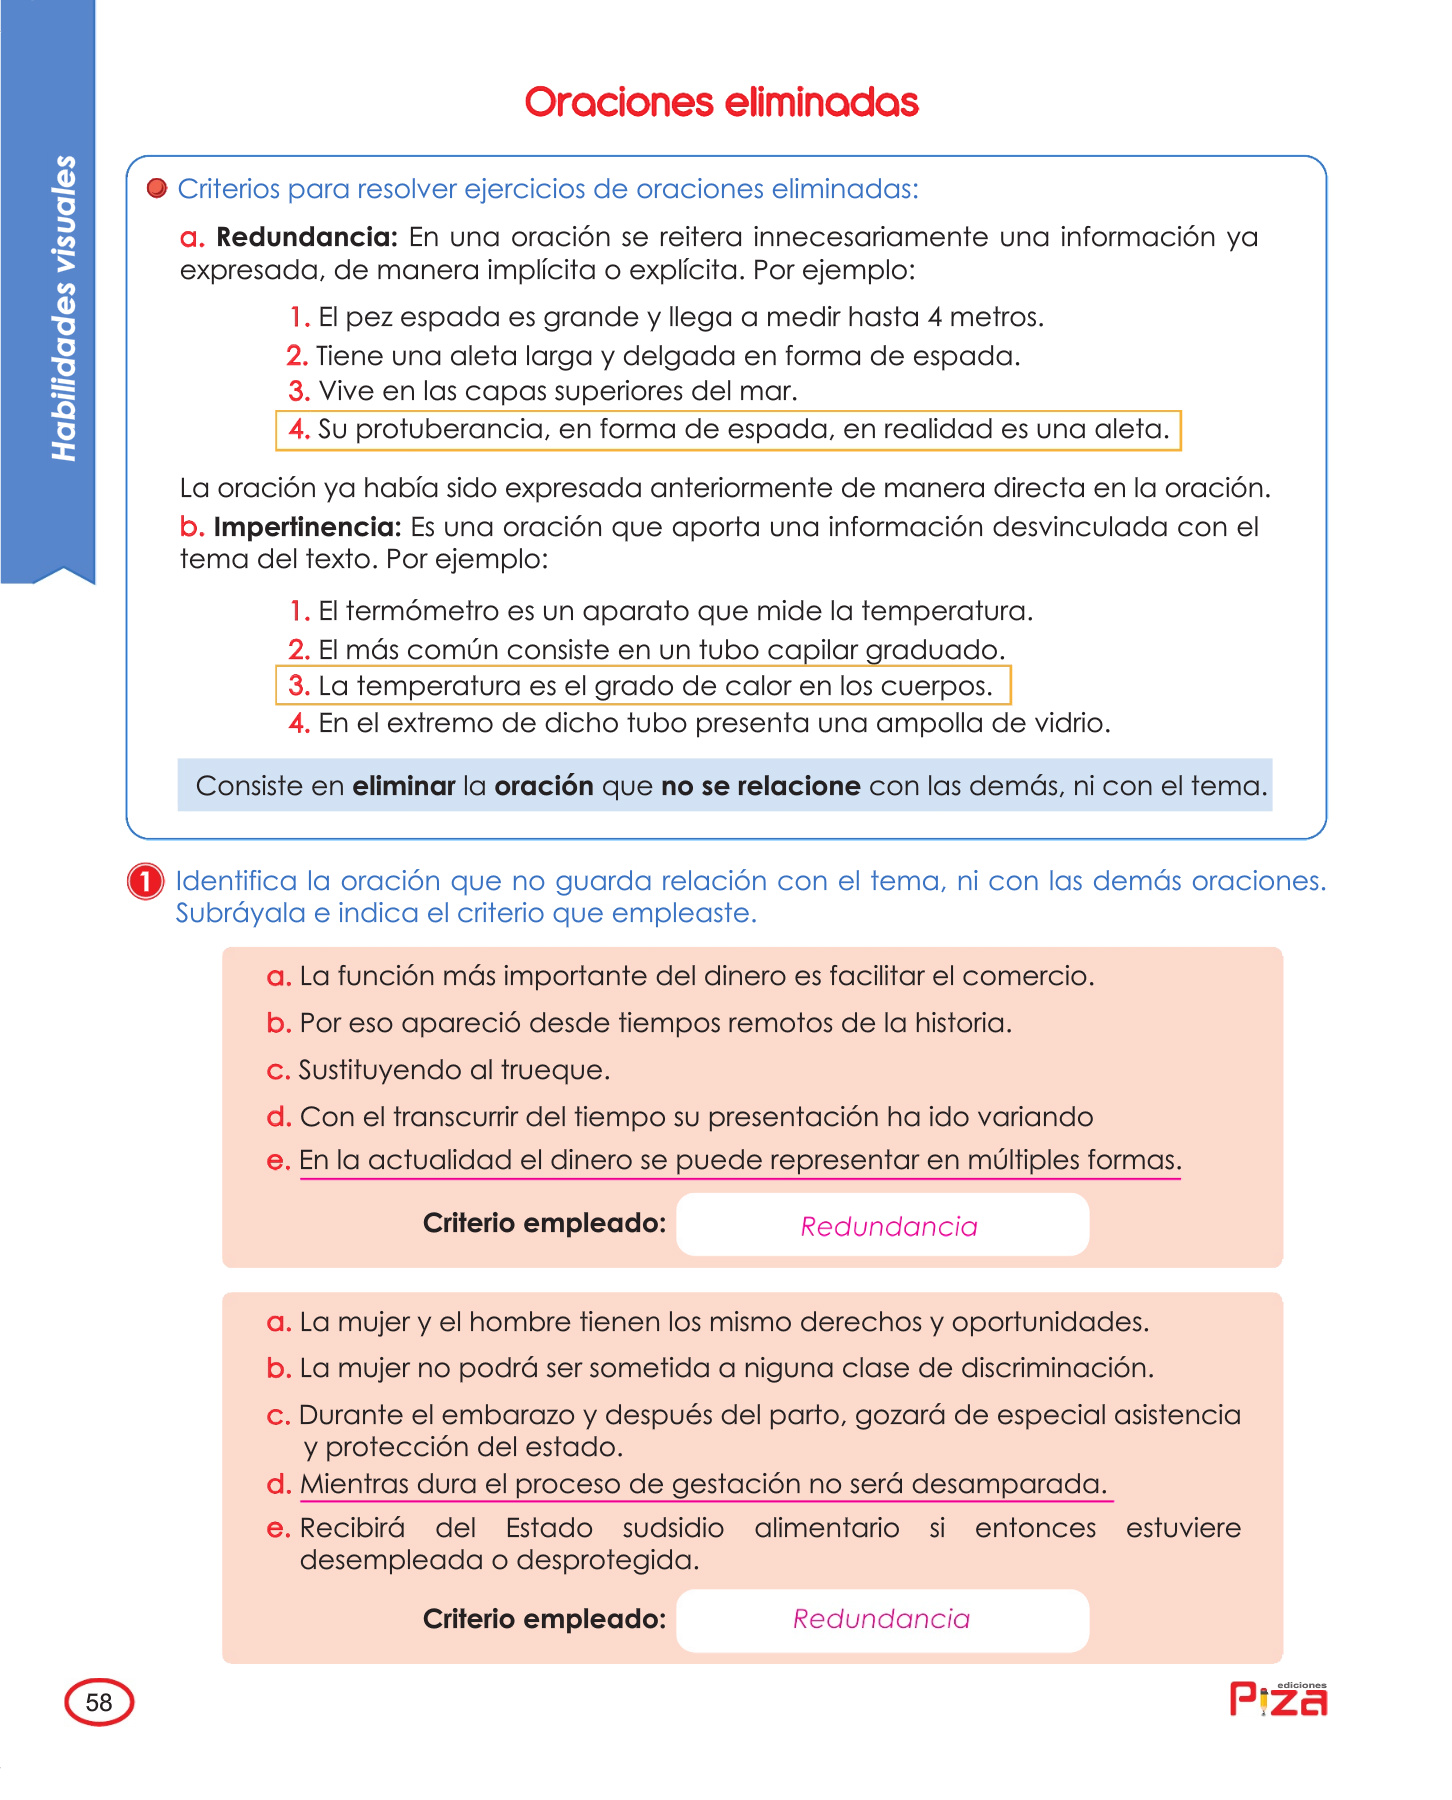 Habilidades visuales
Oraciones eliminadas
Criterios para resolver ejercicios de oraciones eliminadas:
a. Redundancia: En una oración se reitera innecesariamente una información ya
expresada, de manera implícita o explícita. Por ejemplo:
1. El pez espada es grande y llega a medir hasta 4 metros.
2. Tiene una aleta larga y delgada en forma de espada.
3. Vive en las capas superiores del mar.
4. Su protuberancia, en forma de espada, en realidad es una aleta.
La oración ya había sido expresada anteriormente de manera directa en la oración.
b. Impertinencia: Es una oración que aporta una información desvinculada con el
tema del texto. Por ejemplo:
1. El termómetro es un aparato que mide la temperatura.
2. El más común consiste en un tubo capilar graduado.
3. La temperatura es el grado de calor en los cuerpos.
4. En el extremo de dicho tubo presenta una ampolla de vidrio.
Consiste en eliminar la oración que no se relacione con las demás, ni con el tema.
1 Identifica la oración que no guarda relación con el tema, ni con las demás oraciones.
Subráyala e indica el criterio que empleaste.
a. La función más importante del dinero es facilitar el comercio.
b. Por eso apareció desde tiempos remotos de la historia.
c. Sustituyendo al trueque.
d. Con el transcurrir del tiempo su presentación ha ido variando
e. En la actualidad el dinero se puede representar en múltiples formas.
Criterio empleado: Redundancia
a. La mujer y el hombre tienen los mismo derechos y oportunidades.
b. La mujer no podrá ser sometida a niguna clase de discriminación.
c. Durante el embarazo y después del parto, gozará de especial asistencia
y protección del estado.
d. Mientras dura el proceso de gestación no será desamparada.
e. Recibirá del Estado sudsidio alimentario si entonces estuviere
desempleada o desprotegida.
Criterio empleado: Redundancia
58
ediciones
Piza